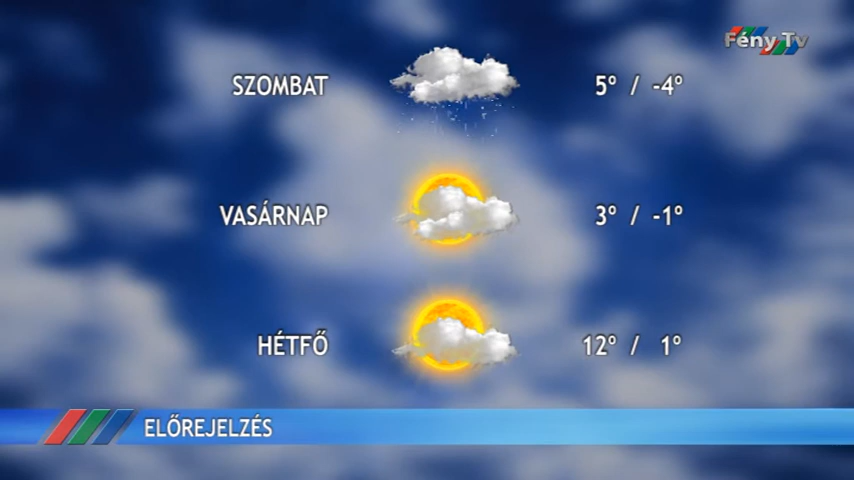 Fény Tv
SZOMBAT 5° / -4°
VASÁRNAP 3° / -1°
HÉTFŐ 12° / 1°
ELŐREJELZÉS